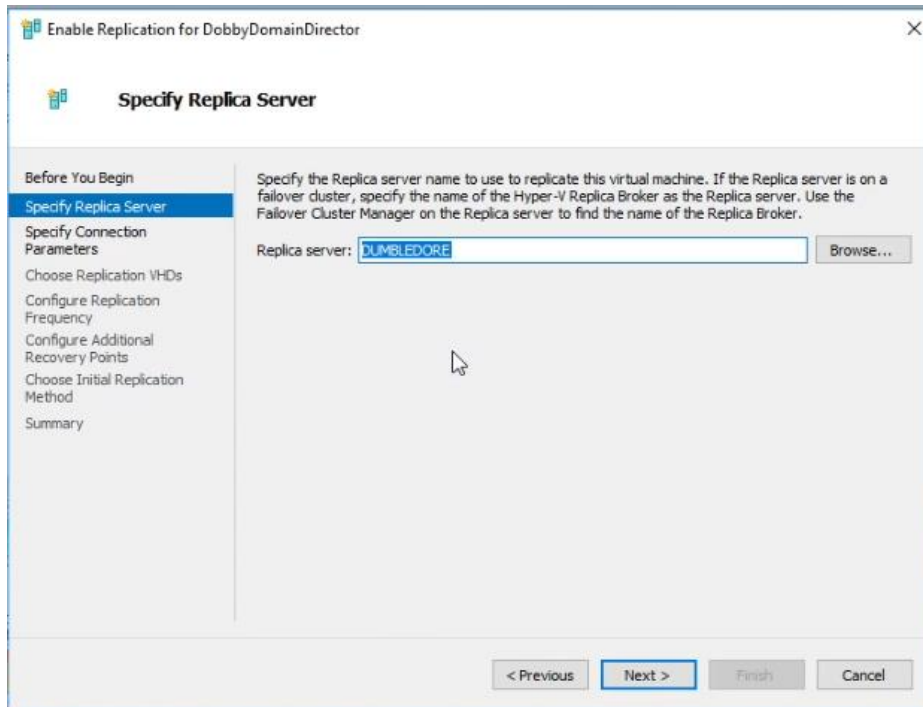 Enable Replication for DobbyDomainDirector
Specify Replica Server
Before You Begin
Specify Replica Server
Specify Connection
Parameters
Choose Replication VHDs
Configure Replication
Frequency
Configure Additional
Recovery Points
Choose Initial Replication
Method
Summary
Specify the Replica server name to use to replicate this virtual machine. If the Replica server is on a
failover cluster, specify the name of the Hyper-V Replica Broker as the Replica server. Use the
Failover Cluster Manager on the Replica server to find the name of the Replica Broker.
Replica server: DUMBLEDORE Browse...
< Previous Next > Finish Cancel